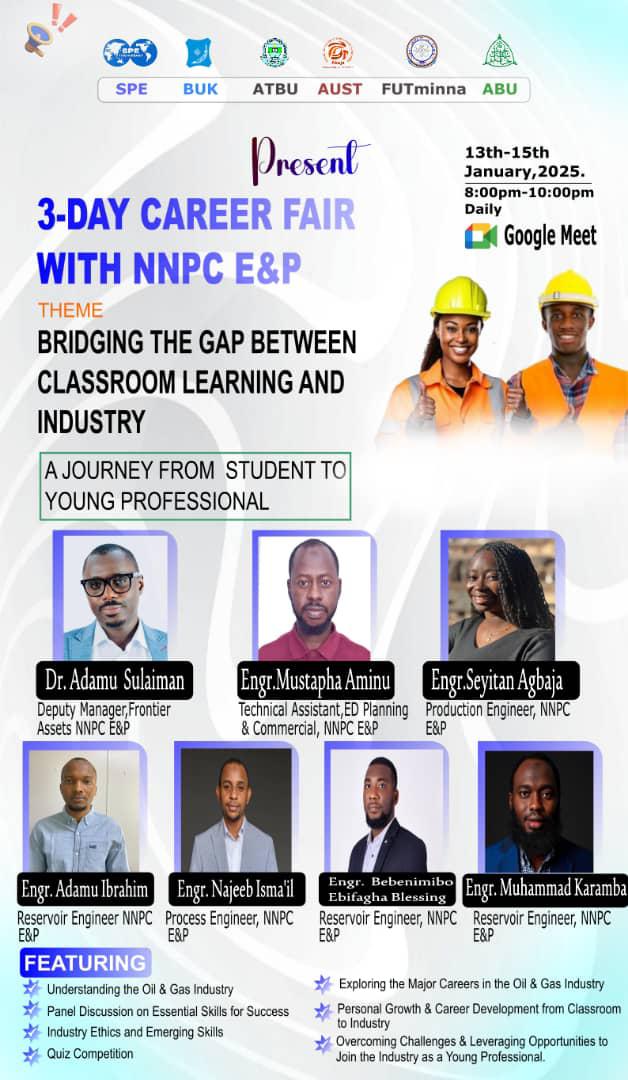 SPE BUK ATBU AUST FUTminna ABU
Present
13th-15th
January,2025.
8:00pm-10:00pm
Daily
Google Meet
3-DAY CAREER FAIR
WITH NNPC E&P
THEME
BRIDGING THE GAP BETWEEN
CLASSROOM LEARNING AND
INDUSTRY
A JOURNEY FROM STUDENT TO
YOUNG PROFESSIONAL
Dr. Adamu Sulaiman
Deputy Manager,Frontier
Assets NNPC E&P
Engr.Mustapha Aminu
Technical Assistant,ED Planning
& Commercial, NNPC E&P
Engr.Seyitan Agbaja
Production Engineer, NNPC
E&P
Engr. Adamu Ibrahim
Reservoir Engineer NNPC
E&P
Engr. Najeeb Isma'il
Process Engineer, NNPC
E&P
Engr. Bebenimibo
Ebifagha Blessing
Reservoir Engineer, NNPC
E&P
Engr. Muhammad Karamba
Reservoir Engineer, NNPC
E&P
FEATURING
Understanding the Oil & Gas Industry
Panel Discussion on Essential Skills for Success
Industry Ethics and Emerging Skills
Quiz Competition
Exploring the Major Careers in the Oil & Gas Industry
Personal Growth & Career Development from Classroom
to Industry
Overcoming Challenges & Leveraging Opportunities to
Join the Industry as a Young Professional.